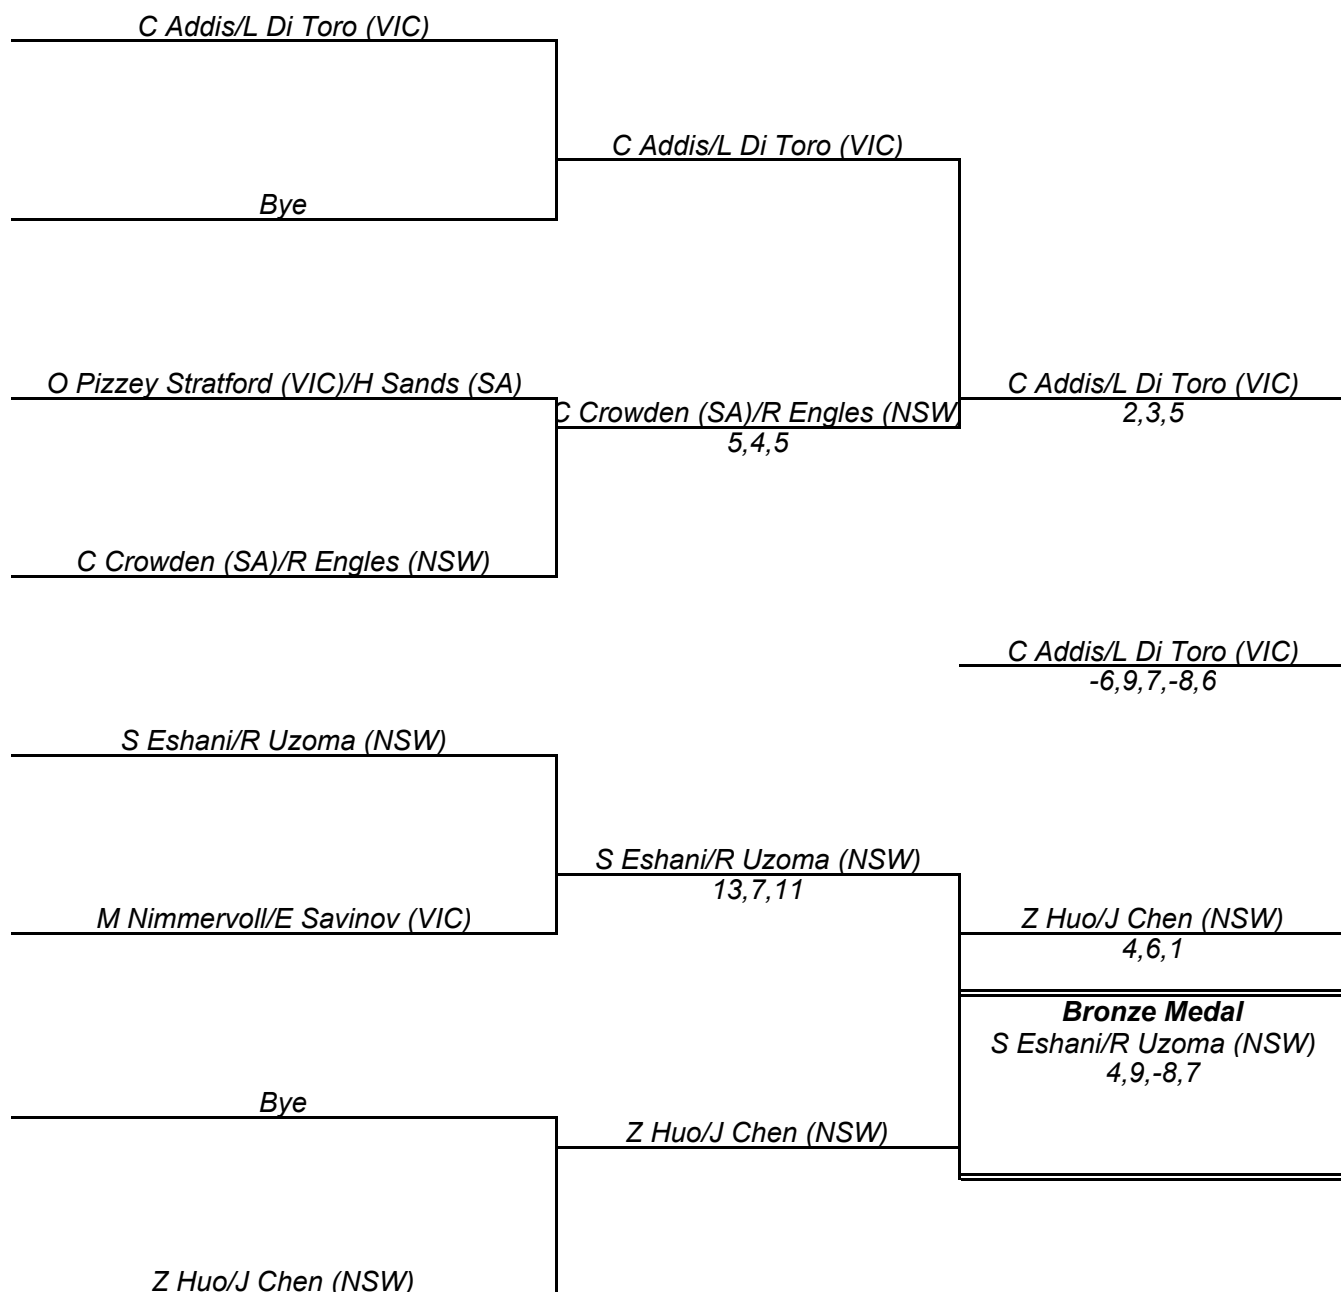 C Addis/L Di Toro (VIC)
C Addis/L Di Toro (VIC)
Bye
O Pizzey Stratford (VIC)/H Sands (SA)
C Addis/L Di Toro (VIC)
C Crowden (SA)/R Engles (NSW)
2,3,5
5,4,5
C Crowden (SA)/R Engles (NSW)
C Addis/L Di Toro (VIC)
-6,9,7,-8,6
S Eshani/R Uzoma (NSW)
S Eshani/R Uzoma (NSW)
13,7,11
M Nimmervoll/E Savinov (VIC)
Z Huo/J Chen (NSW)
4,6,1
Bronze Medal
S Eshani/R Uzoma (NSW)
4,9,-8,7
Bye
Z Huo/J Chen (NSW)
Z Huo/J Chen (NSW)